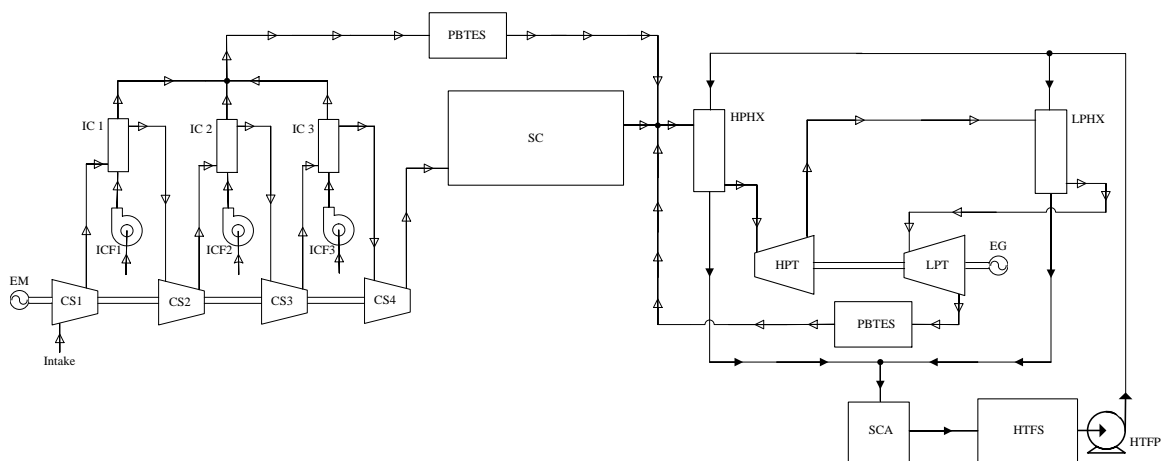 PBTES
IC 1
IC 2
IC 3
SC
HPHX
LPHX
ICF1
ICF2
ICF3
EM
CS1
CS2
CS3
CS4
HPT
LPT
EG
PBTES
Intake
SCA
HTFS
HTFP